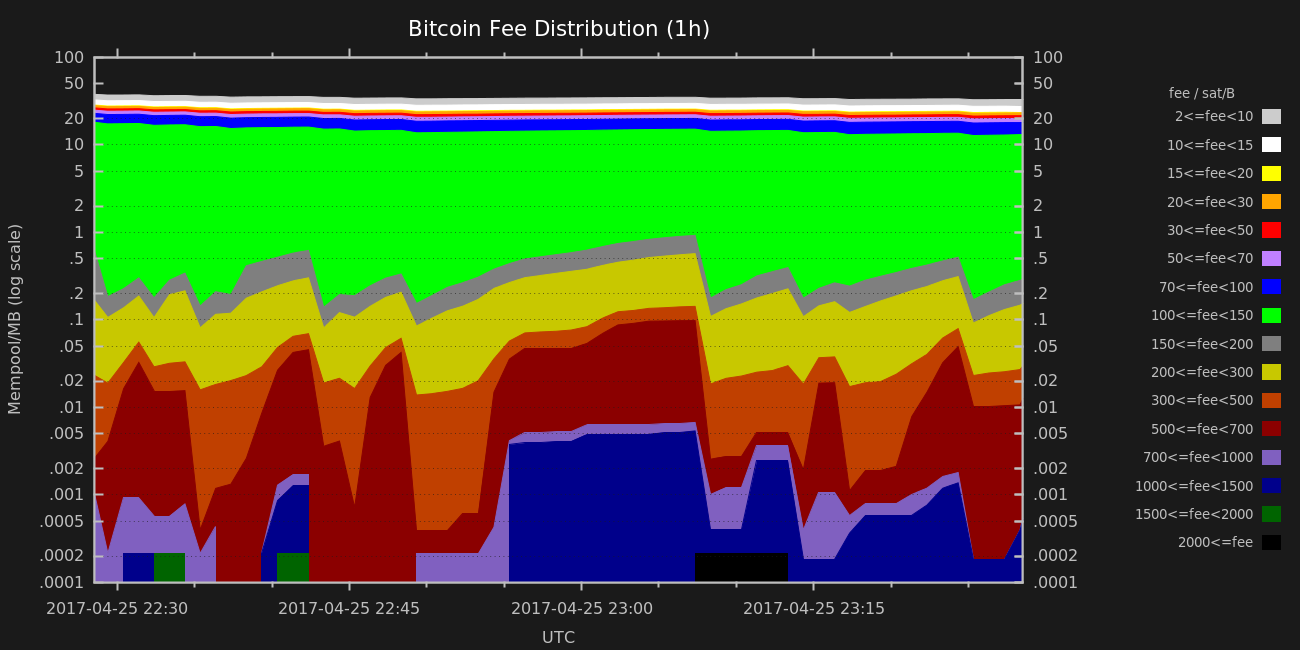 Bitcoin Fee Distribution (1h)
Mempool/MB (log scale)
100
50
20
10
5
2
1
.5
.2
.1
.05
.02
.01
.005
.002
.001
.0005
.0002
.0001
100
50
20
10
5
2
1
.5
.2
.1
.05
.02
.01
.005
.002
.001
.0005
.0002
.0001
2017-04-25 22:30
2017-04-25 22:45
2017-04-25 23:00
2017-04-25 23:15
UTC
fee / sat/B
2<=fee<10
10<=fee<15
15<=fee<20
20<=fee<30
30<=fee<50
50<=fee<70
70<=fee<100
100<=fee<150
150<=fee<200
200<=fee<300
300<=fee<500
500<=fee<700
700<=fee<1000
1000<=fee<1500
1500<=fee<2000
2000<=fee